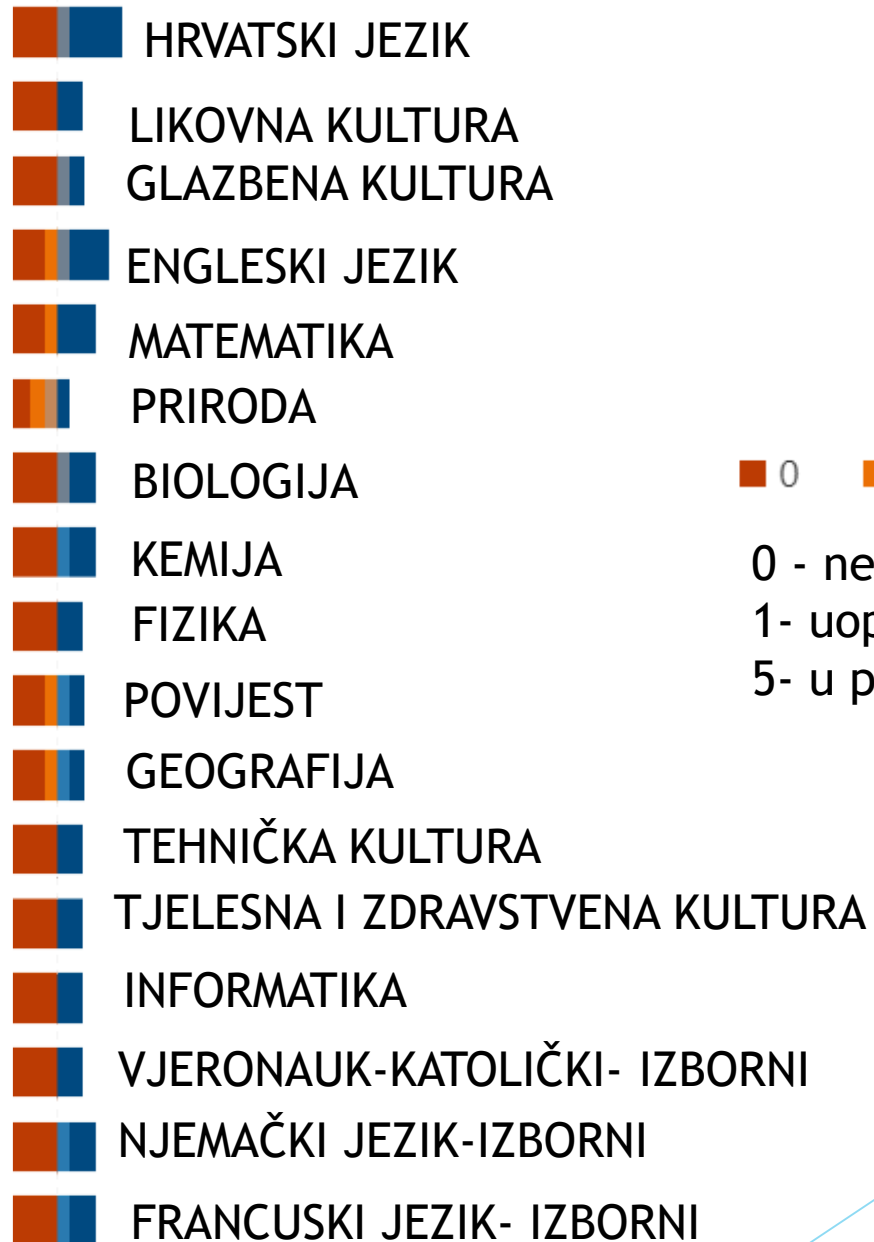 HRVATSKI JEZIK
LIKOVNA KULTURA
GLAZBENA KULTURA
ENGLESKI JEZIK
MATEMATIKA
PRIRODA
BIOLOGIJA
KEMIJA
FIZIKA
POVIJEST
GEOGRAFIJA
TEHNIČKA KULTURA
TJELESNA I ZDRAVSTVENA KULTURA
INFORMATIKA
VJERONAUK-KATOLIČKI- IZBORNI
NJEMAČKI JEZIK-IZBORNI
FRANCUSKI JEZIK- IZBORNI
0
0 - ne
1- uop
5- u p